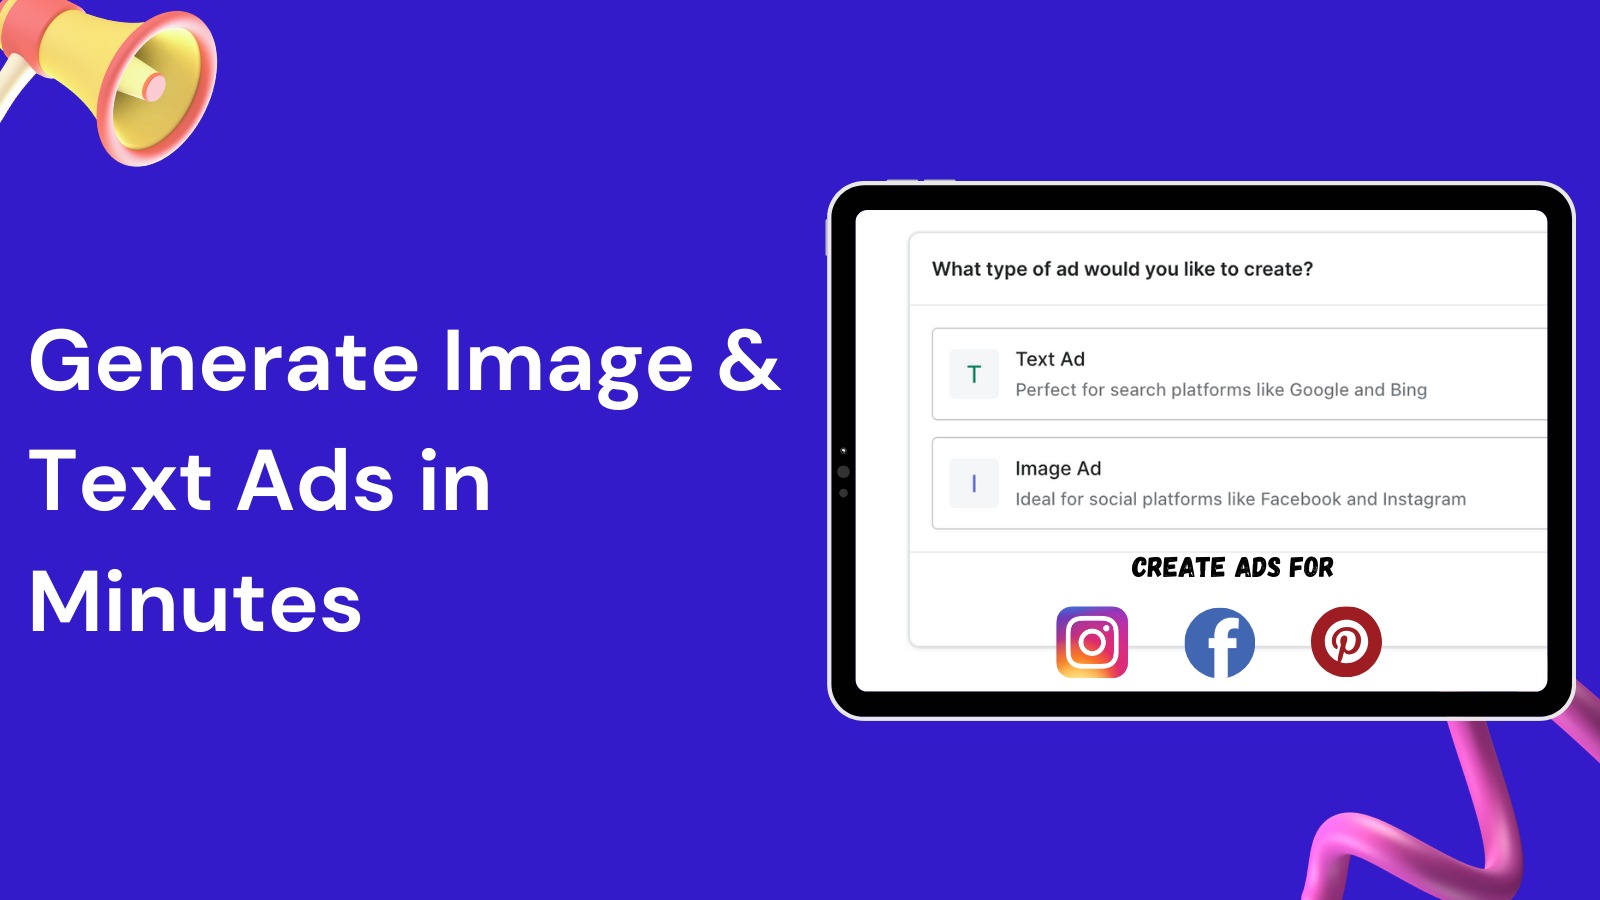 Generate Image &
Text Ads in
Minutes
What type of ad would you like to create?
T
Text Ad
Perfect for search platforms like Google and Bing
I
Image Ad
Ideal for social platforms like Facebook and Instagram
CREATE ADS FOR